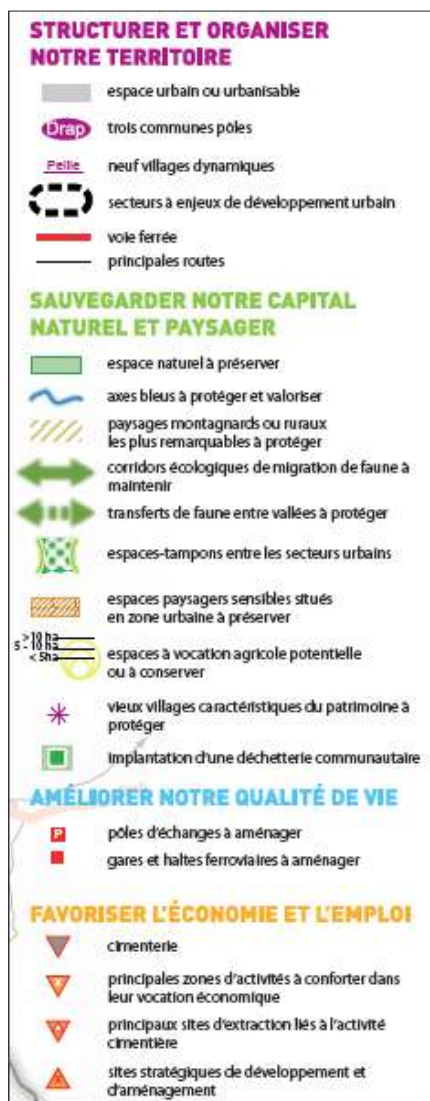 STRUCTURER ET ORGANISER
NOTRE TERRITOIRE
espace urbain ou urbanisable
Drap
trois communes pôles
Peille
neuf villages dynamiques
secteurs à enjeux de développement urbain
voie ferrée
principales routes
SAUVEGARDER NOTRE CAPITAL
NATUREL ET PAYSAGER
espace naturel à préserver
axes bleus à protéger et valoriser
paysages montagnards ou ruraux
les plus remarquables à protéger
corridors écologiques de migration de faune à
maintenir
transferts de faune entre vallées à protéger
espaces-tampons entre les secteurs urbains
espaces paysagers sensibles situés
en zone urbaine à préserver
>10 ha
5 - 10 ha
< 5ha
espaces à vocation agricole potentielle
ou à conserver
vieux villages caractéristiques du patrimoine à
protéger
implantation d'une déchetterie communautaire
AMÉLIORER NOTRE QUALITÉ DE VIE
P
pôles d'échanges à aménager
gares et haltes ferroviaires à aménager
FAVORISER L'ÉCONOMIE ET L'EMPLOI
cimenterie
principales zones d'activités à conforter dans
leur vocation économique
principaux sites d'extraction liés à l'activité
cimentière
sites stratégiques de développement et
d'aménagement